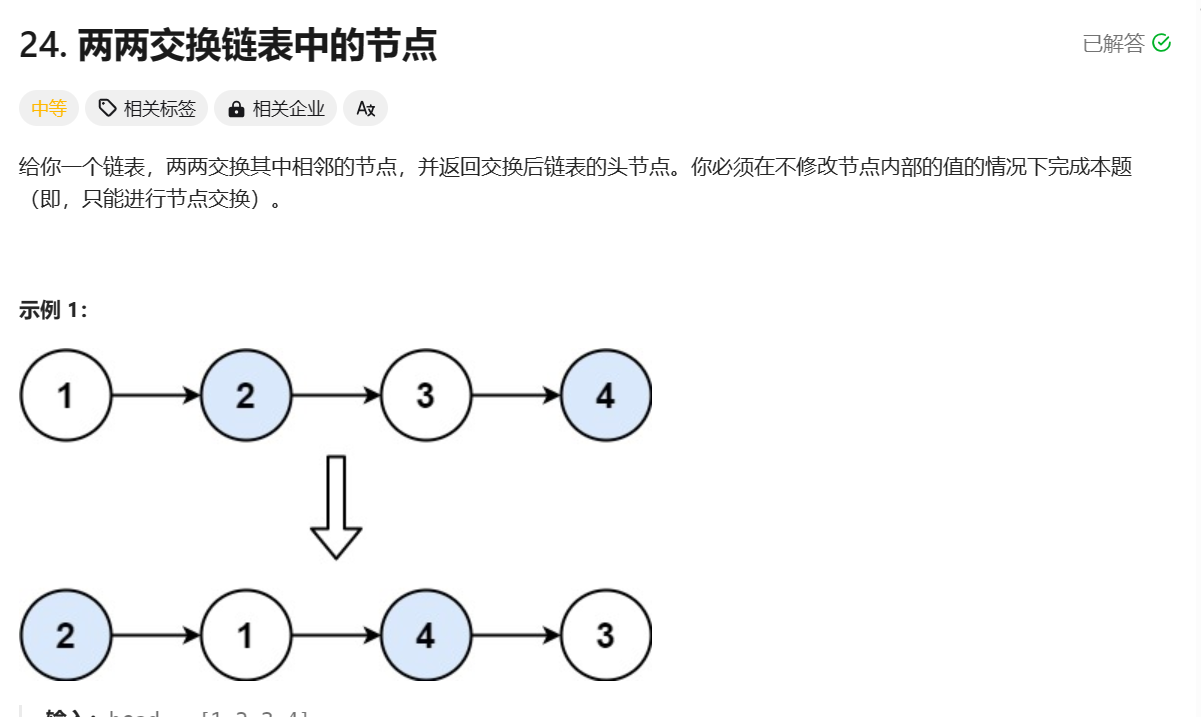 24. 两两交换链表中的节点
已解答
中等 相关标签 相关企业
给你一个链表，两两交换其中相邻的节点，并返回交换后链表的头节点。你必须在不修改节点内部的值的情况下完成本题
（即，只能进行节点交换）。
示例 1：
1 2 3 4
2 1 4 3